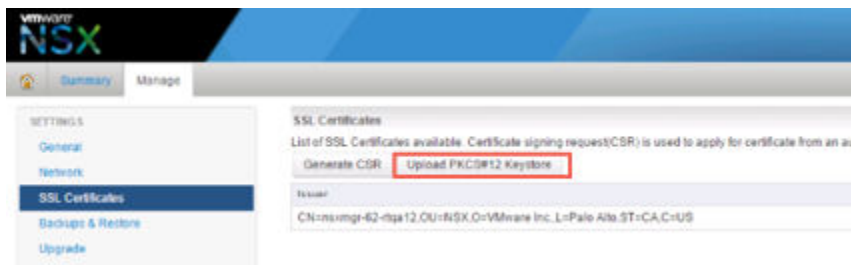 vmware
NSX
Summary Manage
SETTINGS
General
Network
SSL Certificates
Backups & Restore
Upgrade
SSL Certificates
List of SSL Certificates available. Certificate signing request(CSR) is used to apply for certificate from an au
Generate CSR Upload PKCS#12 Keystore
Issuer
CN=nsxmgr-62-rtqa12,OU=NSX,O=VMware Inc.,L=Palo Alto,ST=CA,C=US